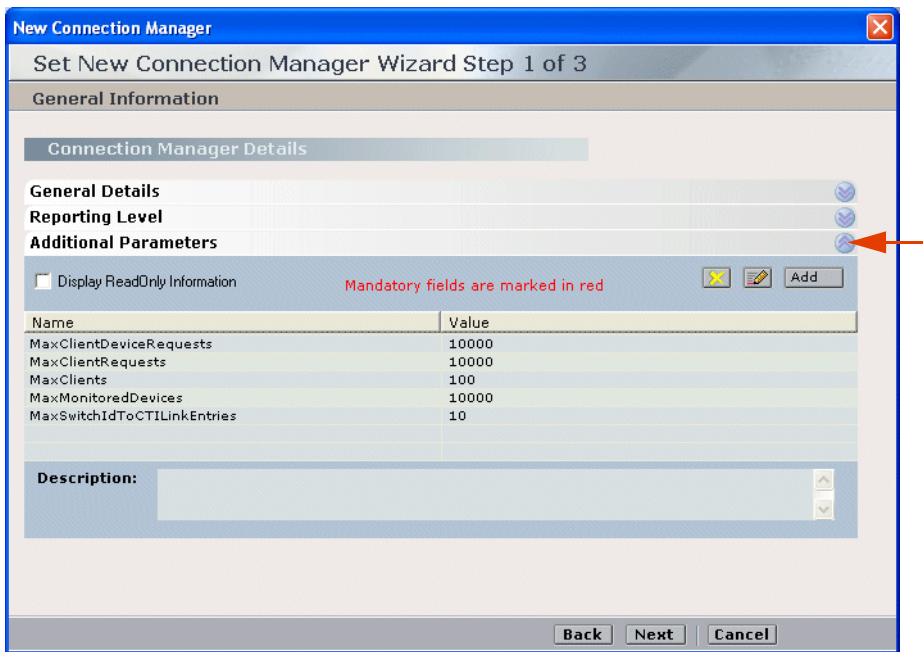 New Connection Manager
Set New Connection Manager Wizard Step 1 of 3
General Information
Connection Manager Details
General Details
Reporting Level
Additional Parameters
Display ReadOnly Information Mandatory fields are marked in red Add
Name Value
MaxClientDeviceRequests 10000
MaxClientRequests 10000
MaxClients 100
MaxMonitoredDevices 10000
MaxSwitchIdToCTILinkEntries 10
Description:
Back Next Cancel